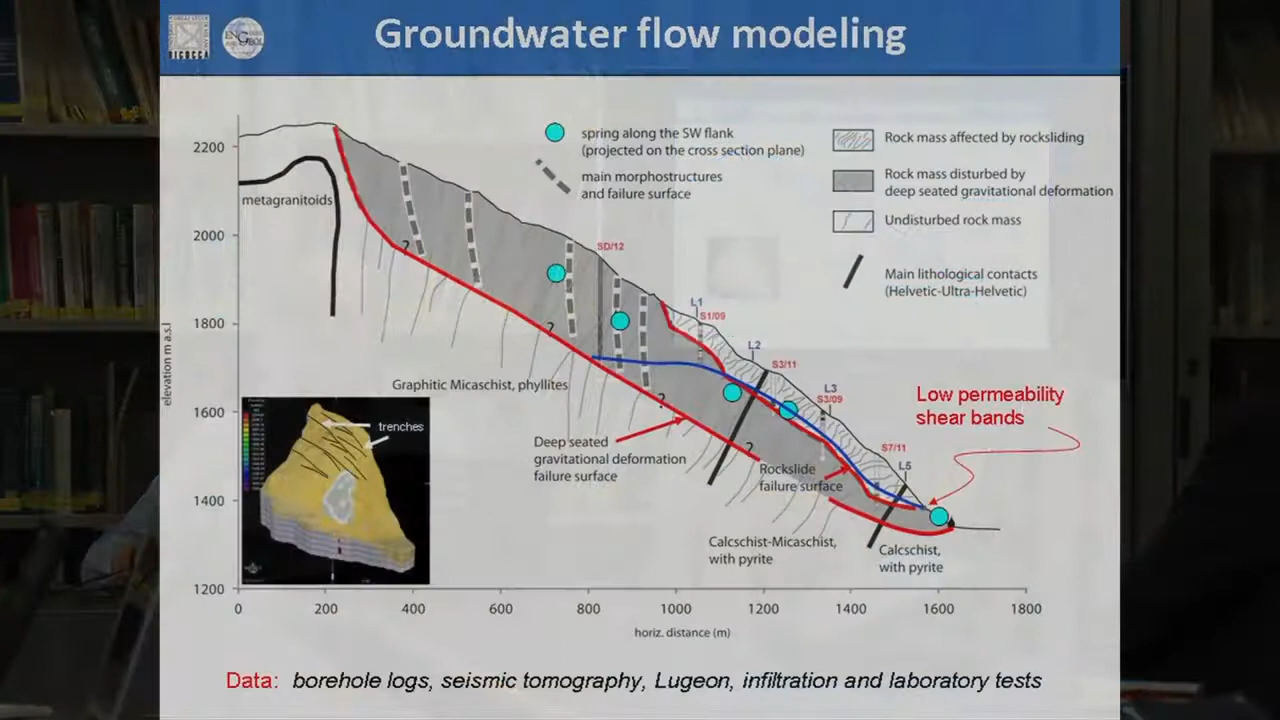 BICOCCA
Groundwater flow modeling
spring along the SW flank
(projected on the cross section plane)
main morphostructures
and failure surface
Rock mass affected by rocksliding
Rock mass disturbed by
deep seated gravitational deformation
Undisturbed rock mass
Main lithological contacts
(Helvetic-Ultra-Helvetic)
2200
2000
1800
1600
1400
1200
elevation m a.s.l
metagranitoids
?
?
?
?
SD/12
L1
S1/09
L2
S3/11
L3
S3/09
S7/11
L5
Graphitic Micaschist, phyllites
Low permeability
shear bands
trenches
Deep seated
gravitational deformation
failure surface
Rockslide
failure surface
Calcschist-Micaschist,
with pyrite
Calcschist,
with pyrite
0
200
400
600
800
1000
1200
1400
1600
1800
horiz. distance (m)
Data: borehole logs, seismic tomography, Lugeon, infiltration and laboratory tests